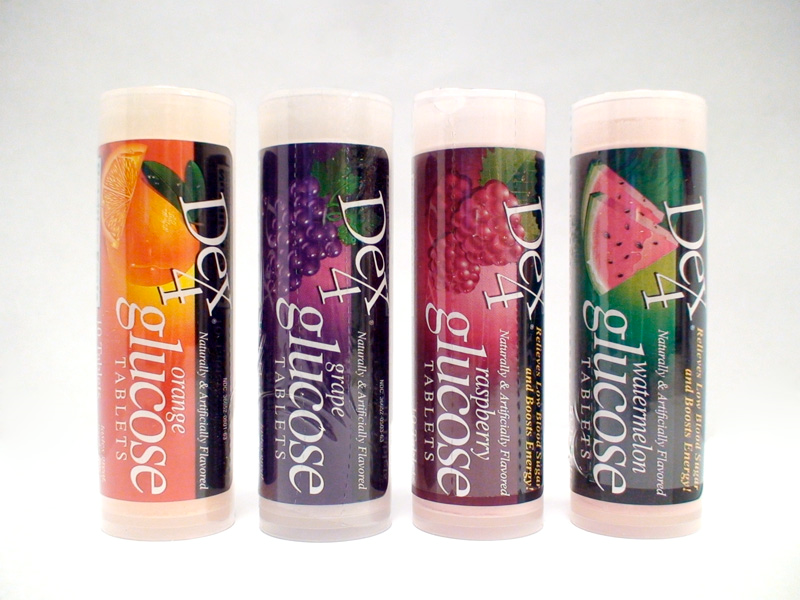 Dex4
orange
glucose
TABLETS
Naturally & Artificially Flavored
Dex4
grape
glucose
TABLETS
Naturally & Artificially Flavored
Relieves Low Blood Sugar
and Boosts Energy!
Dex4
Naturally & Artificially Flavored
raspberry
glucose
TABLETS
Relieves Low Blood Sugar
and Boosts Energy!
Dex4
Naturally & Artificially Flavored
watermelon
glucose
TABLETS